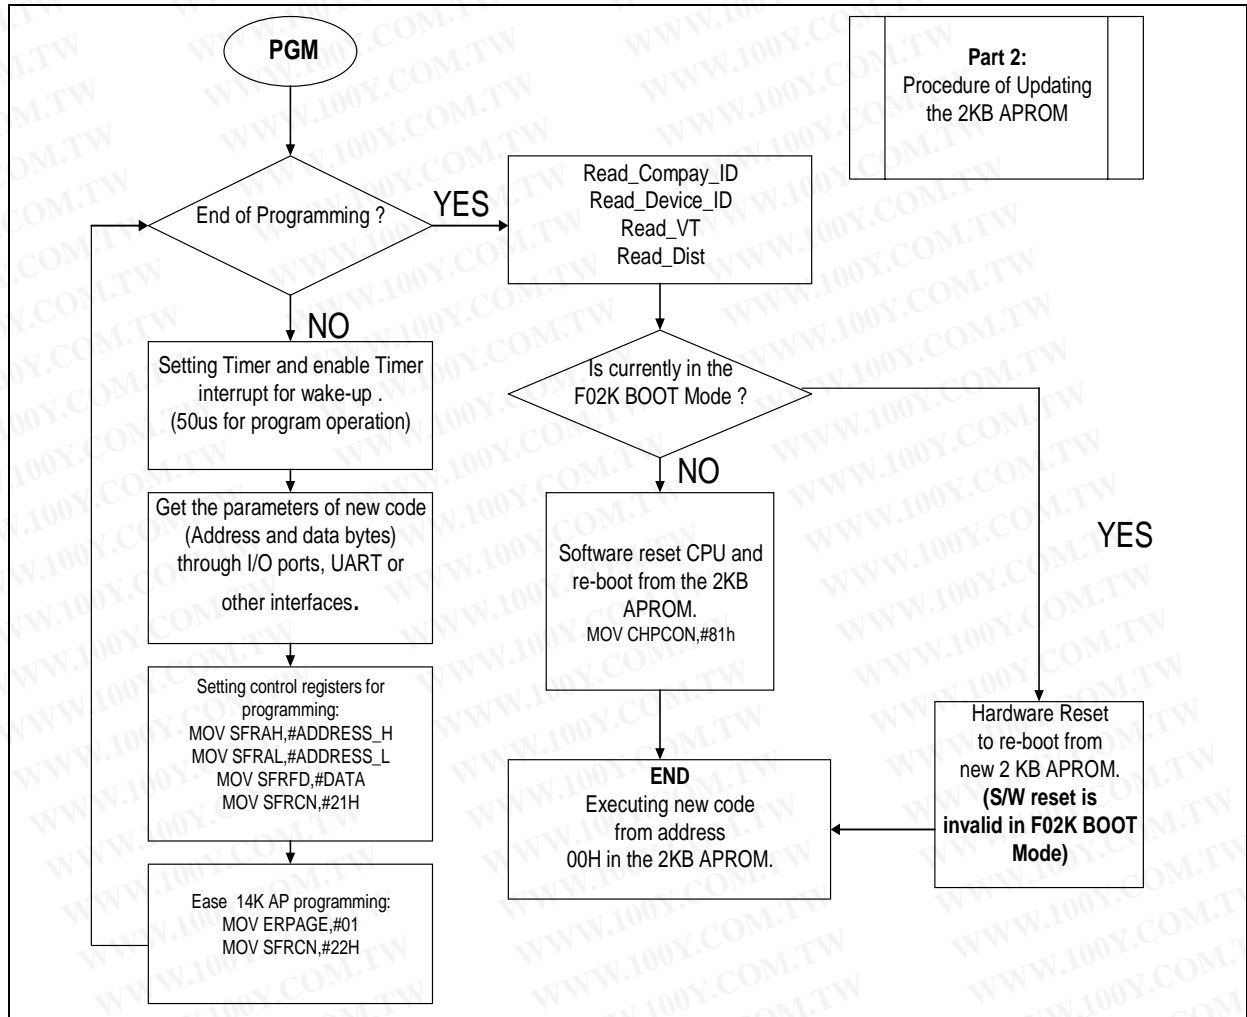 PGM
Part 2:
Procedure of Updating
the 2KB APROM
End of Programming ?
YES
Read_Compay_ID
Read_Device_ID
Read_VT
Read_Dist
NO
Setting Timer and enable Timer
interrupt for wake-up .
(50us for program operation)
Is currently in the
F02K BOOT Mode ?
NO
YES
Get the parameters of new code
(Address and data bytes)
through I/O ports, UART or
other interfaces.
Software reset CPU and
re-boot from the 2KB
APROM.
MOV CHPCON,#81h
Setting control registers for
programming:
MOV SFRAH,#ADDRESS_H
MOV SFRAL,#ADDRESS_L
MOV SFRFD,#DATA
MOV SFRCN,#21H
Hardware Reset
to re-boot from
new 2 KB APROM.
(S/W reset is
invalid in F02K BOOT
Mode)
END
Executing new code
from address
00H in the 2KB APROM.
Ease 14K AP programming:
MOV ERPAGE,#01
MOV SFRCN,#22H
WWW.100Y.COM.TW